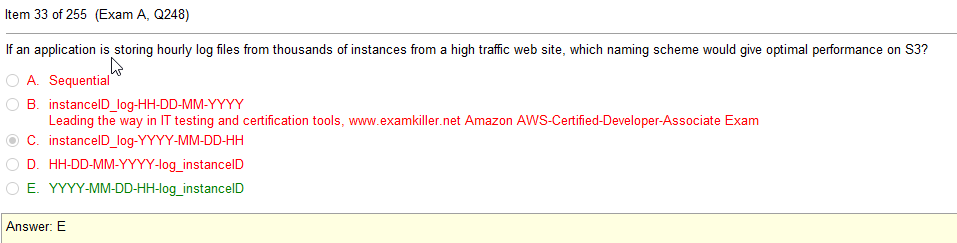 Item 33 of 255 (Exam A, Q248)
If an application is storing hourly log files from thousands of instances from a high traffic web site, which naming scheme would give optimal performance on S3?
A. Sequential
B. instanceID_log-HH-DD-MM-YYYY
Leading the way in IT testing and certification tools, www.examkiller.net Amazon AWS-Certified-Developer-Associate Exam
C. instanceID_log-YYYY-MM-DD-HH
D. HH-DD-MM-YYYY-log_instanceID
E. YYYY-MM-DD-HH-log_instanceID
Answer: E